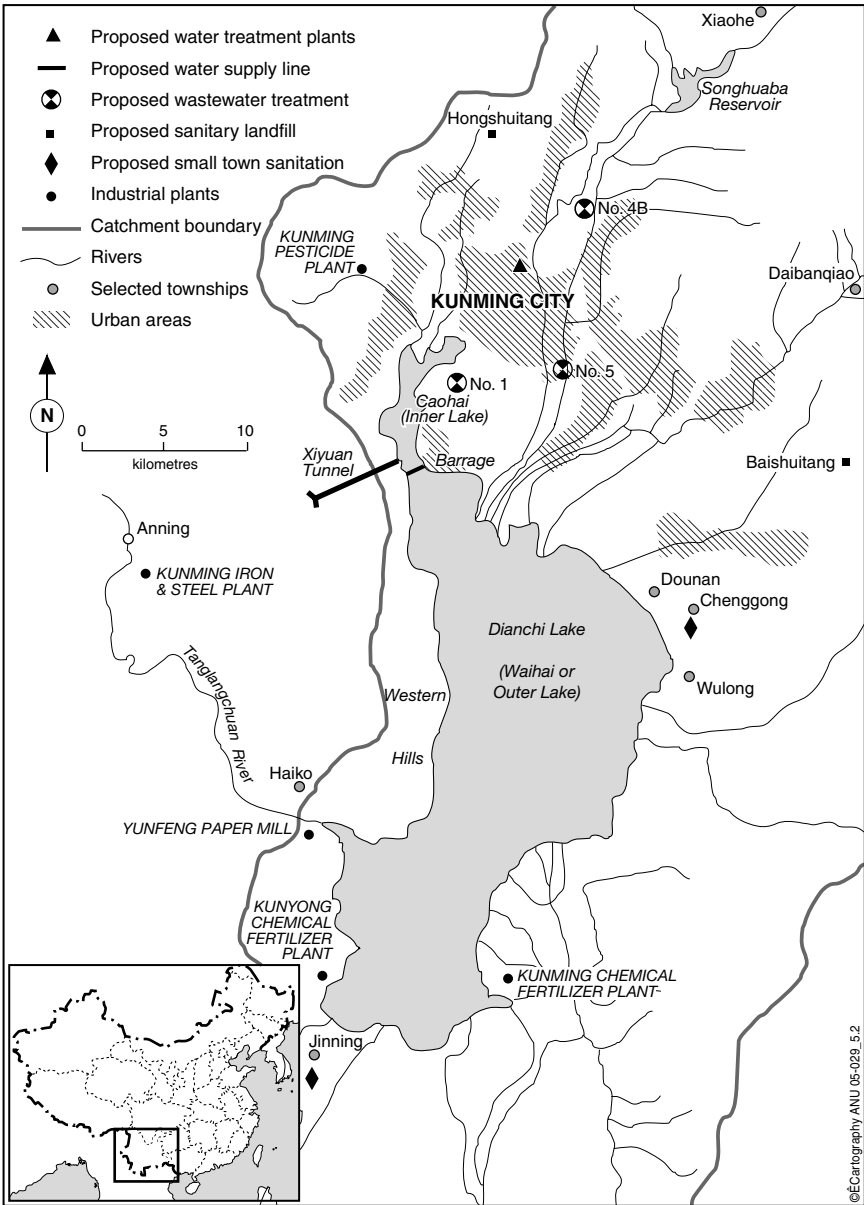 Proposed water treatment plants
Proposed water supply line
Proposed wastewater treatment
Proposed sanitary landfill
Proposed small town sanitation
Industrial plants
Catchment boundary
Rivers
Selected townships
Urban areas
N
0 5 10
kilometres
Xiaohe
Songhuaba
Reservoir
Hongshuitang
No. 4B
KUNMING
PESTICIDE
PLANT
Daibanqiao
KUNMING CITY
No. 1
No. 5
Caohai
(Inner Lake)
Xiyuan
Tunnel
Barrage
Baishuitang
Anning
KUNMING IRON
& STEEL PLANT
Dounan
Chenggong
Dianchi Lake
(Waihai or
Outer Lake)
Wulong
Tanglangchuan River
Western
Hills
Haiko
YUNFENG PAPER MILL
KUNYONG
CHEMICAL
FERTILIZER
PLANT
KUNMING CHEMICAL
FERTILIZER PLANT
Jinning
©ECartography ANU 05-029_5.2